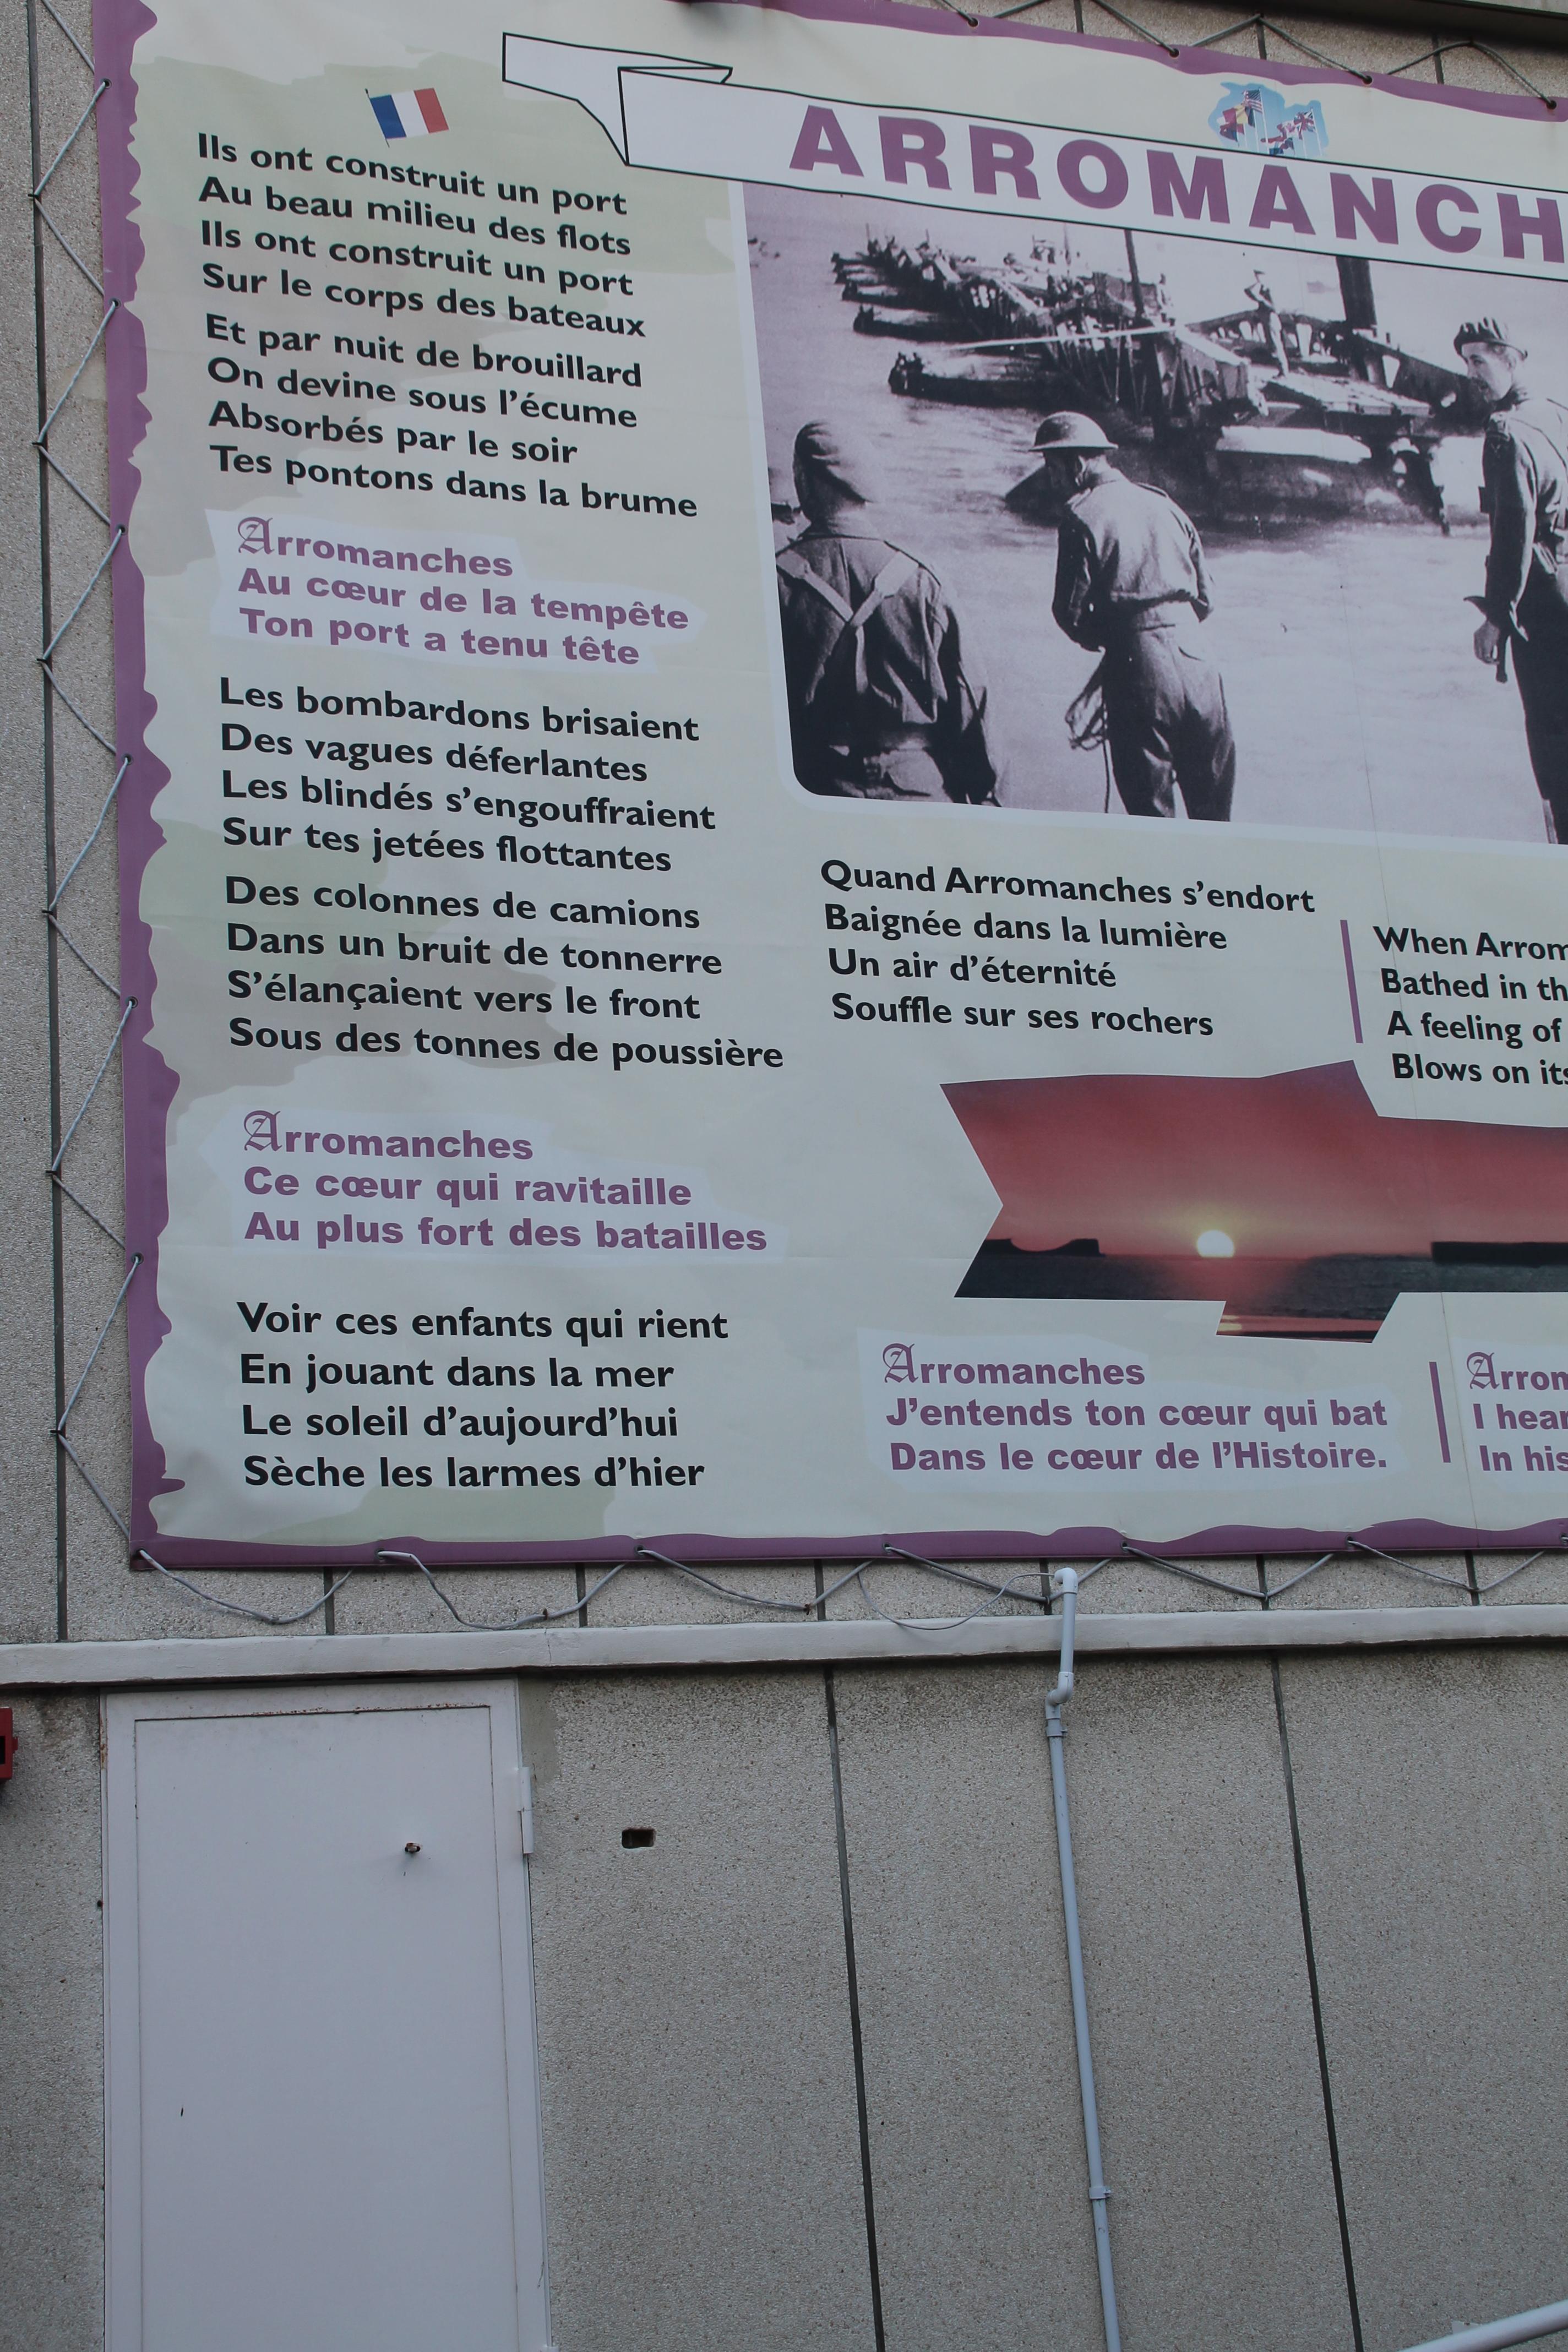 ARROMANCH
Ils ont construit un port
Au beau milieu des flots
Ils ont construit un port
Sur le corps des bateaux
Et par nuit de brouillard
On devine sous l'écume
Absorbés par le soir
Tes pontons dans la brume
Arromanches
Au cœur de la tempête
Ton port a tenu tête
Les bombardons brisaient
Des vagues déferlantes
Les blindés s'engouffraient
Sur tes jetées flottantes
Des colonnes de camions
Dans un bruit de tonnerre
S'élançaient vers le front
Sous des tonnes de poussière
Arromanches
Ce cœur qui ravitaille
Au plus fort des batailles
Voir ces enfants qui rient
En jouant dans la mer
Le soleil d'aujourd'hui
Sèche les larmes d'hier
Quand Arromanches s'endort
Baignée dans la lumière
Un air d'éternité
Souffle sur ses rochers
Arromanches
J'entends ton cœur qui bat
Dans le cœur de l'Histoire.
When Arrom
Bathed in th
A feeling of
Blows on its
Arrom
I hear
In his